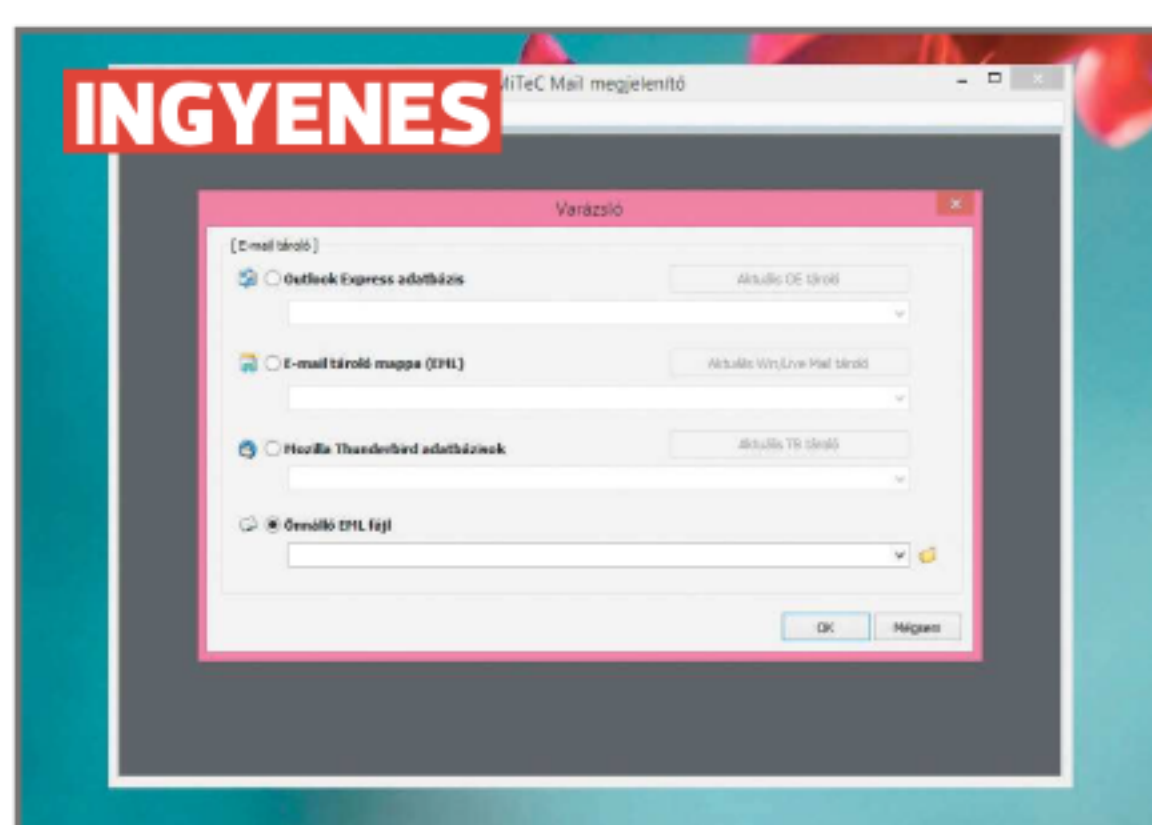 INGYENES
MiTeC Mail megjelenítő
Varázsló
[E-mail tároló]
Outlook Express adatbázis
Aktuális OE tároló
E-mail tároló mappa (EML)
Aktuális Win/Live Mail tároló
Mozilla Thunderbird adatbázisok
Aktuális TB tároló
Önnálló EML fájl
OK Mégsem